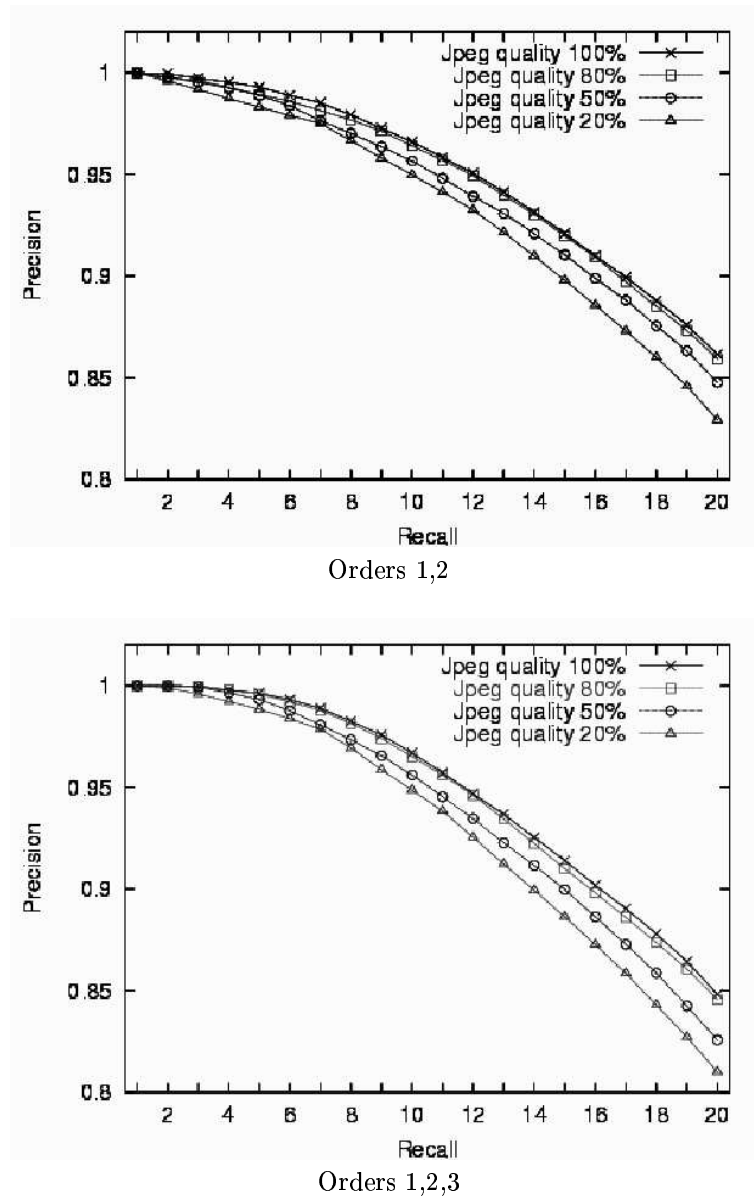 Jpeg quality 100%
Jpeg quality 80%
Jpeg quality 50%
Jpeg quality 20%
1
0.95
0.9
0.85
0.8
Precision
2 4 6 8 10 12 14 16 18 20
Recall
Orders 1,2
Jpeg quality 100%
Jpeg quality 80%
Jpeg quality 50%
Jpeg quality 20%
1
0.95
0.9
0.85
0.8
Precision
2 4 6 8 10 12 14 16 18 20
Recall
Orders 1,2,3